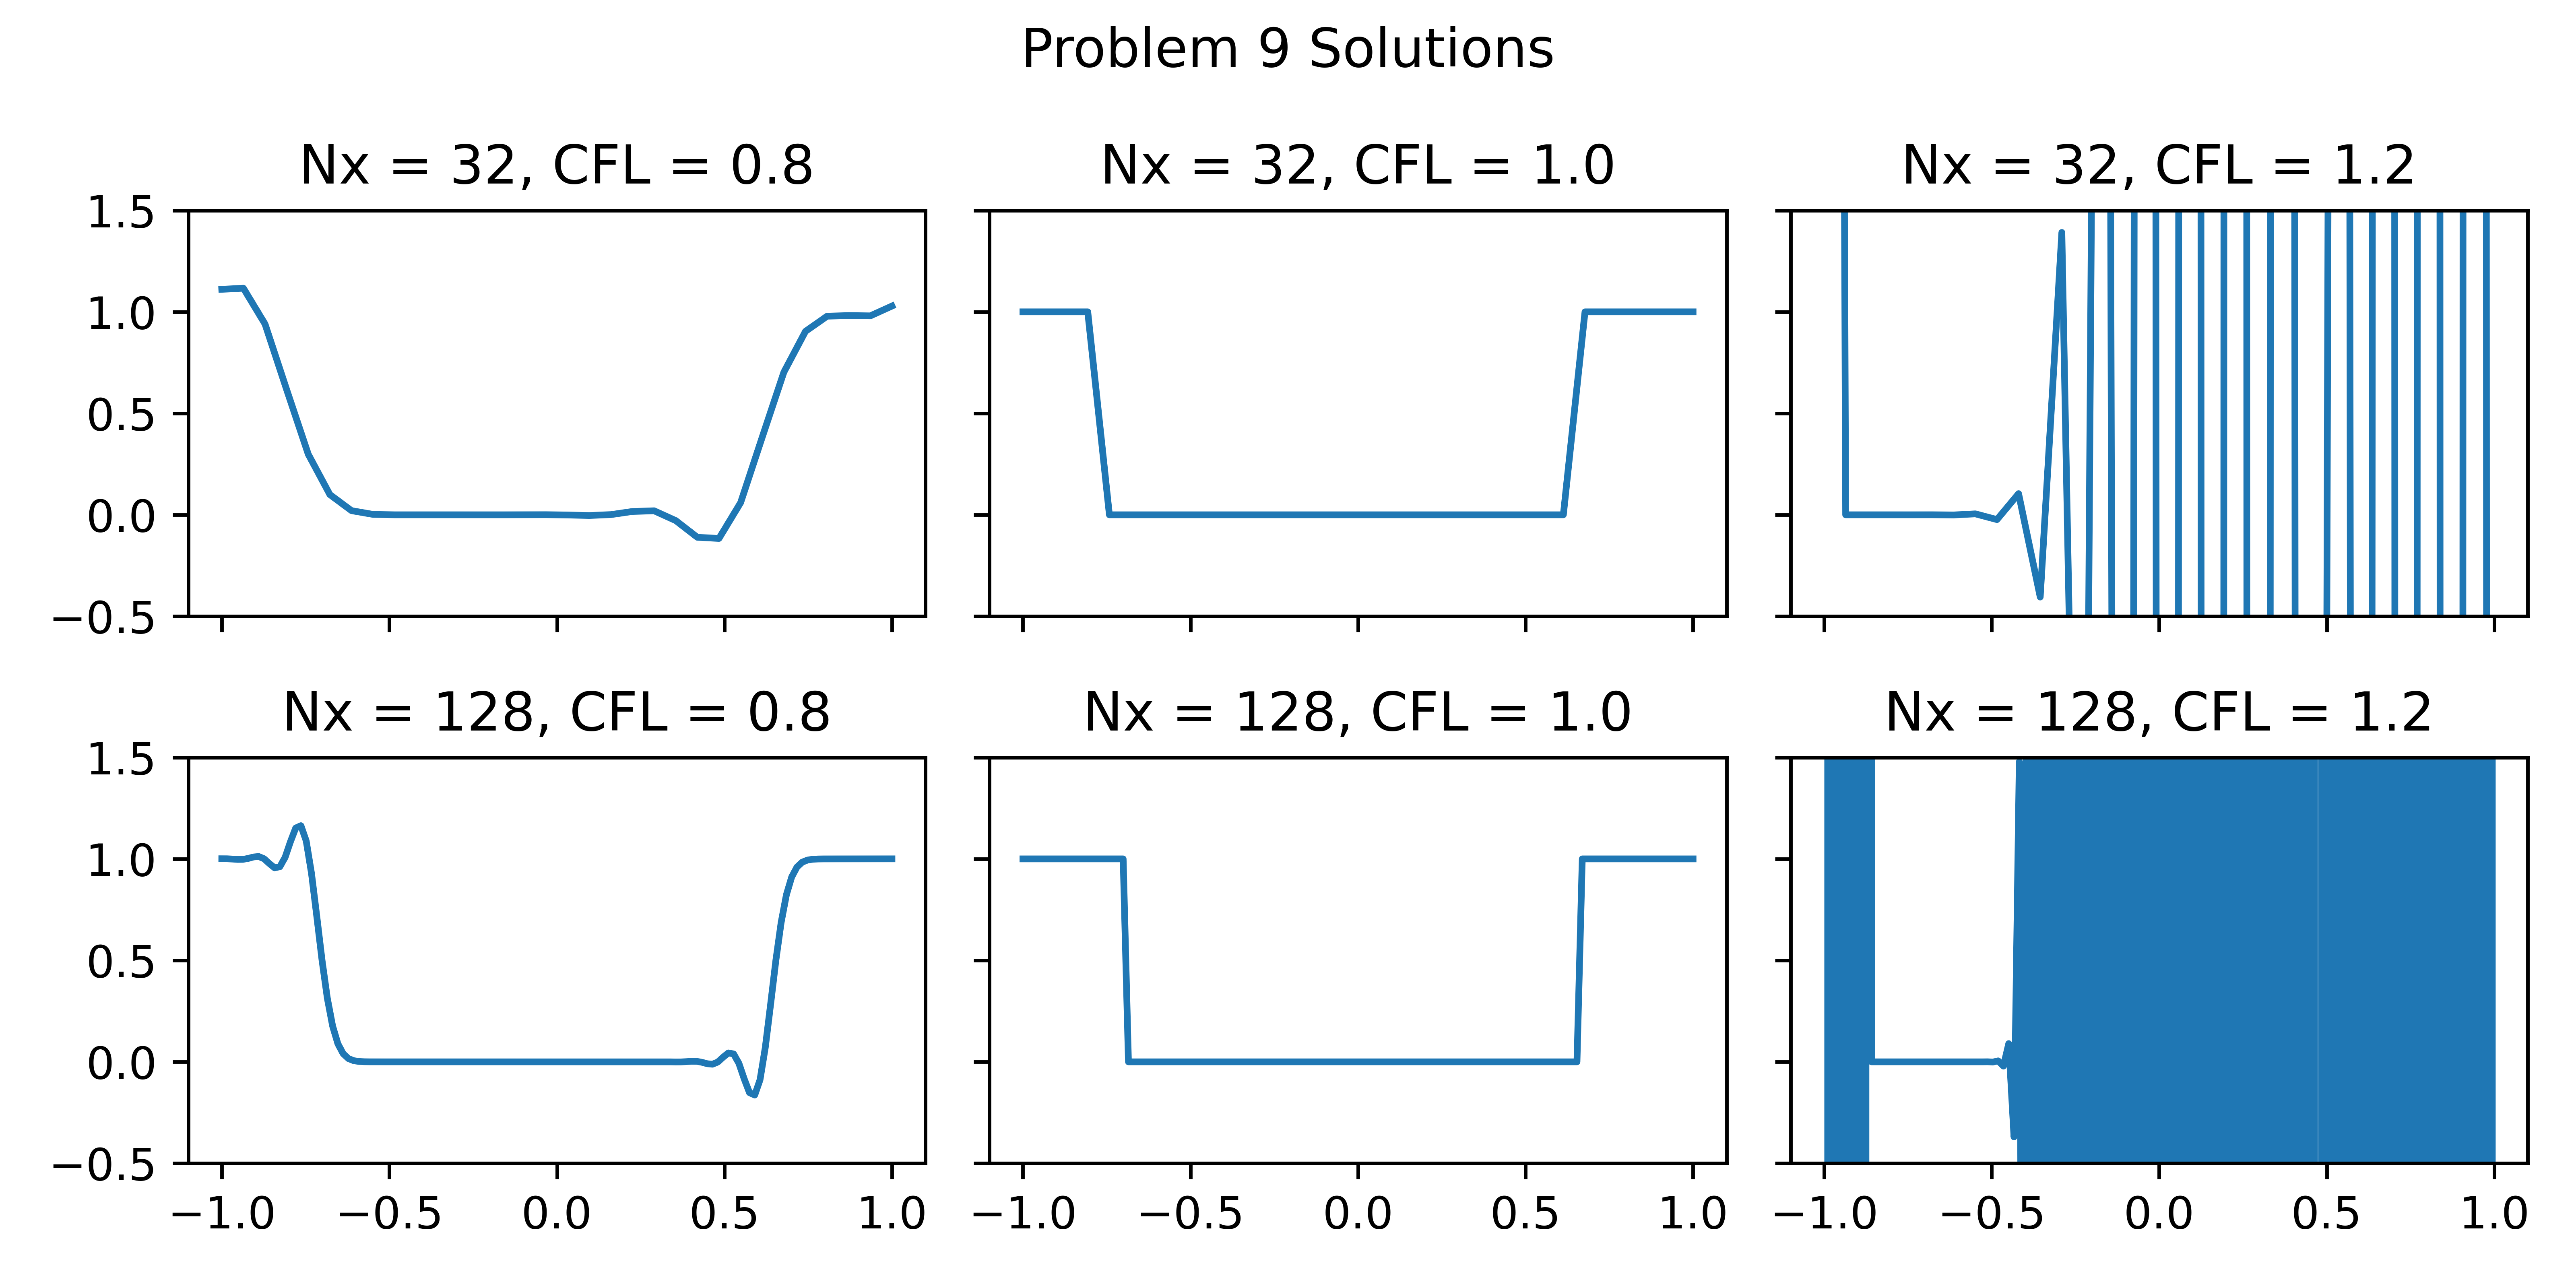 Problem 9 Solutions
Nx = 32, CFL = 0.8
Nx = 32, CFL = 1.0
Nx = 32, CFL = 1.2
1.5
1.0
0.5
0.0
−0.5
Nx = 128, CFL = 0.8
Nx = 128, CFL = 1.0
Nx = 128, CFL = 1.2
1.5
1.0
0.5
0.0
−0.5
−1.0 −0.5 0.0 0.5 1.0
−1.0 −0.5 0.0 0.5 1.0
−1.0 −0.5 0.0 0.5 1.0